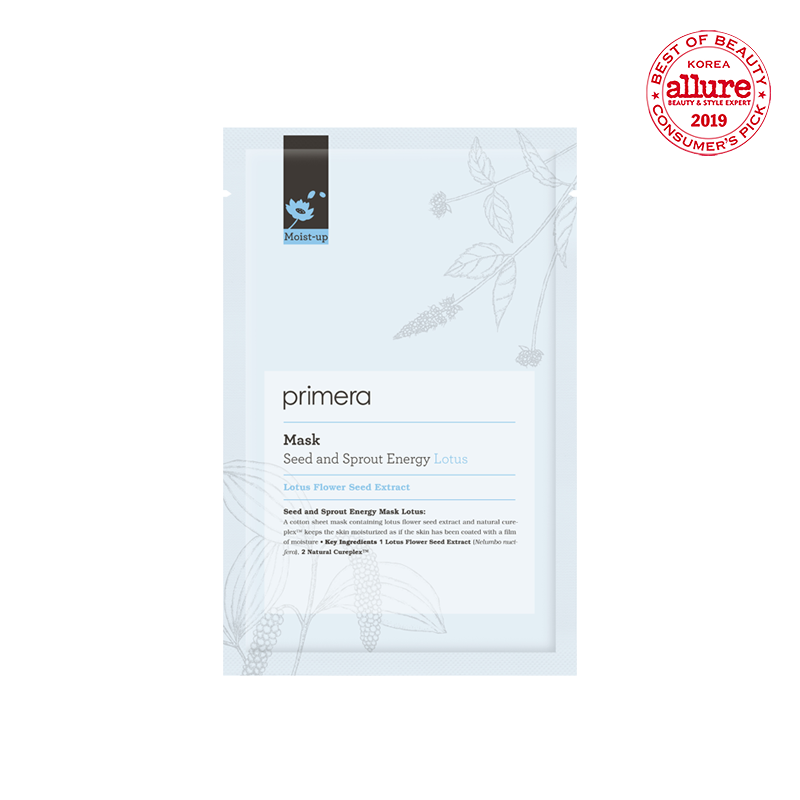 BEST OF BEAUTY
KOREA
allure
BEAUTY & STYLE EXPERT
2019
CONSUMER'S PICK
Moist-up
primera
Mask
Seed and Sprout Energy Lotus
Lotus Flower Seed Extract
Seed and Sprout Energy Mask Lotus:
A cotton sheet mask containing lotus flower seed extract and natural cure-
plex™ keeps the skin moisturized as if the skin has been coated with a film
of moisture • Key Ingredients 1 Lotus Flower Seed Extract (Nelumbo nuci-
fera), 2 Natural Cureplex™